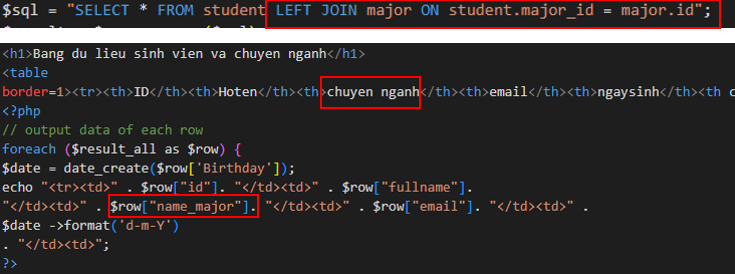 $sql = "SELECT * FROM student LEFT JOIN major ON student.major_id = major.id";
<h1>Bang du lieu sinh vien va chuyen nganh</h1>
<table
border=1><tr><th>ID</th><th>Hoten</th><th>chuyen nganh</th><th>email</th><th>ngaysinh</th><th c
<?php
// output data of each row
foreach ($result_all as $row) {
$date = date_create($row['Birthday']);
echo "<tr><td>" . $row["id"]. "</td><td>" . $row["fullname"].
"</td><td>" . $row["name_major"]. "</td><td>" . $row["email"]. "</td><td>" .
$date ->format('d-m-Y')
. "</td><td>";
?>